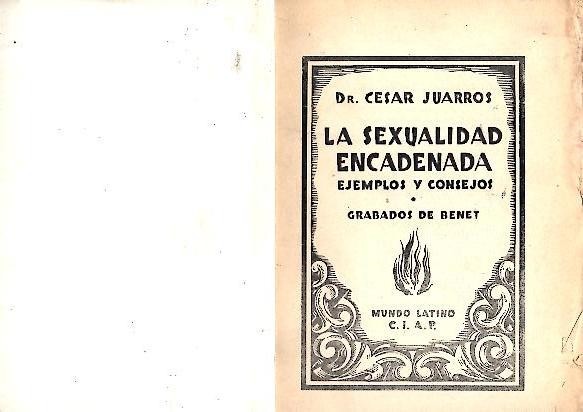 DR. CESAR JUARROS
LA SEXUALIDAD
ENCADENADA
EJEMPLOS Y CONSEJOS
GRABADOS DE BENET
MUNDO LATINO
C. I. A. P.